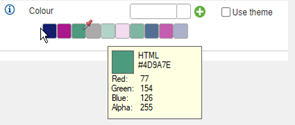 Colour
Use theme
HTML
#4D9A7E
Red: 77
Green: 154
Blue: 126
Alpha: 255